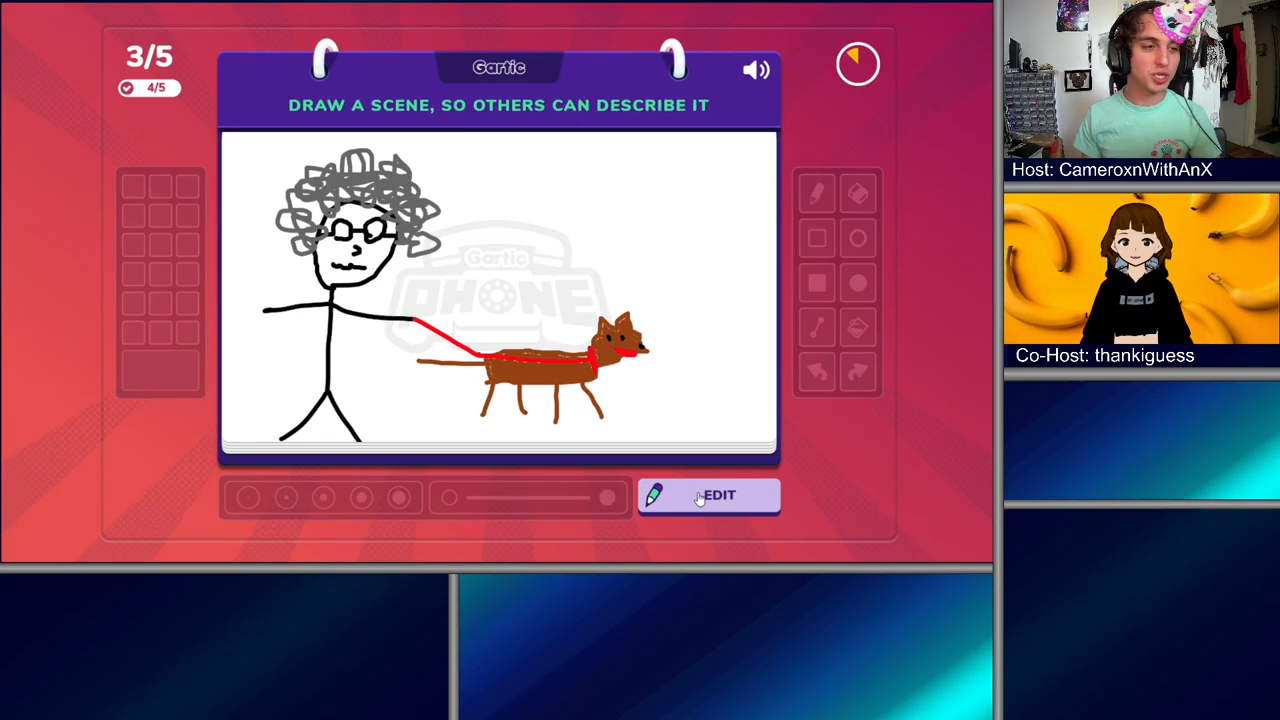 3/5
4/5
Gartic
DRAW A SCENE, SO OTHERS CAN DESCRIBE IT
Gartic
PHONE
EDIT
Host: CameroxnWithAnX
Co-Host: thankiguess